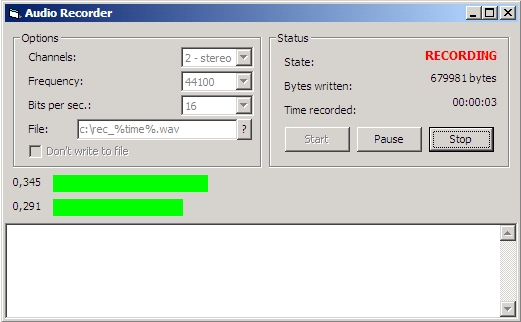 Audio Recorder
Options
Channels: 2 - stereo
Frequency: 44100
Bits per sec.: 16
File: c:\rec_%time%.wav ?
Don't write to file
Status
State: RECORDING
Bytes written: 679981 bytes
Time recorded: 00:00:03
Start Pause Stop
0,345
0,291